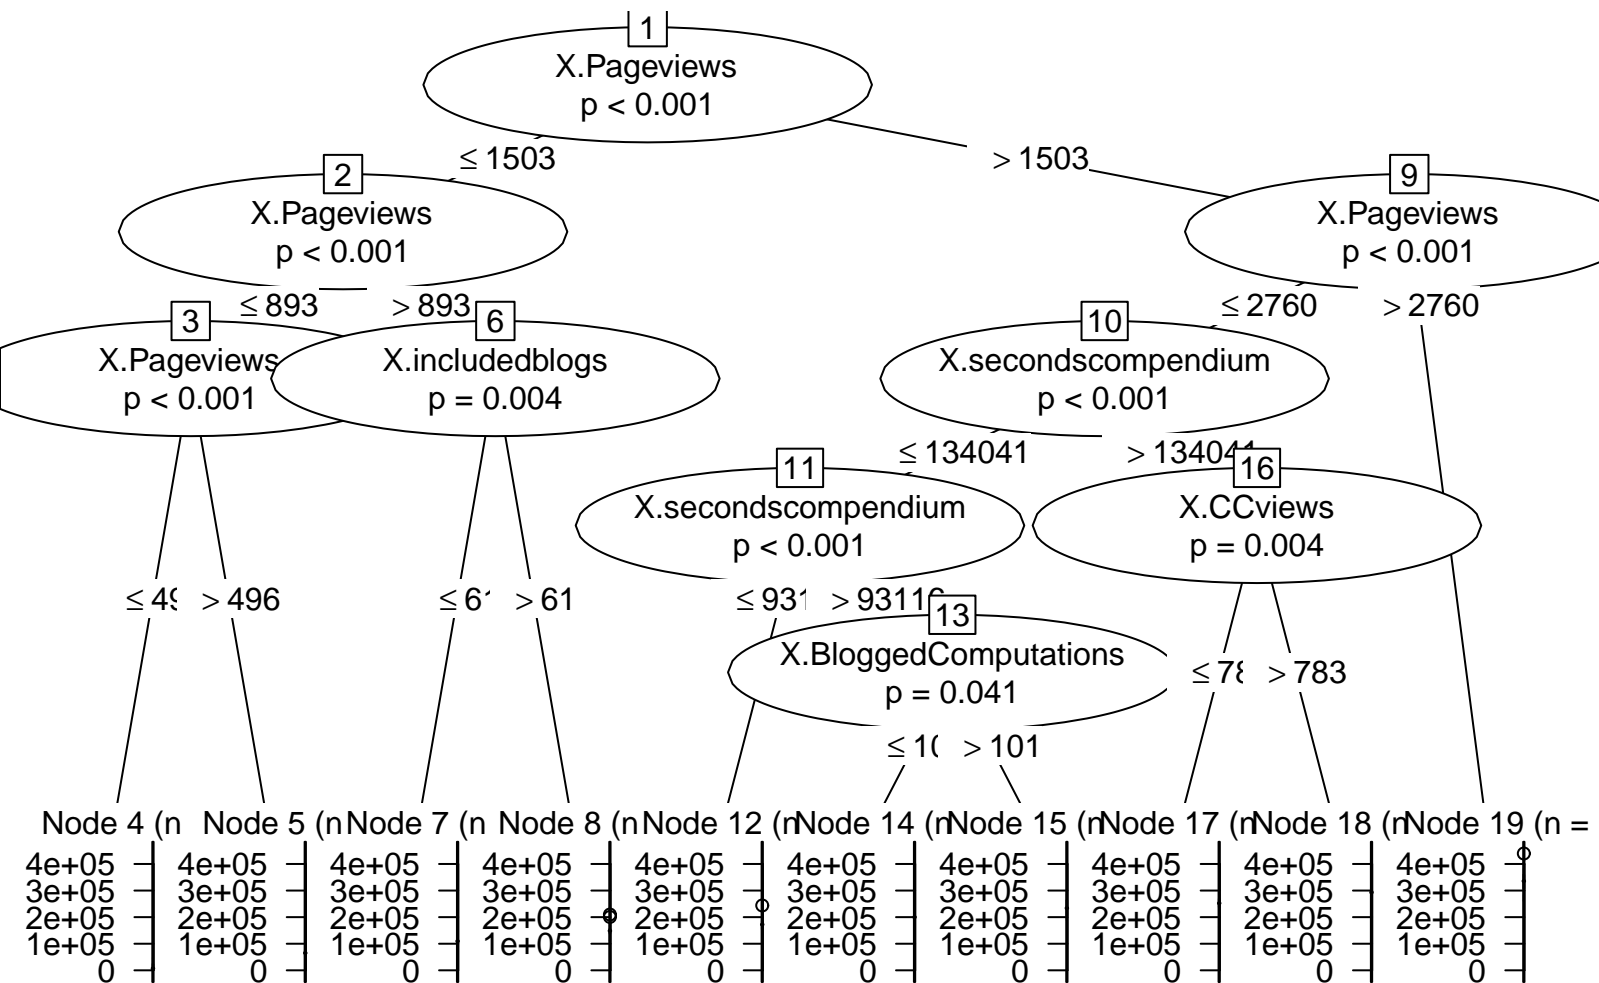 1
X.Pageviews
p < 0.001
≤ 1503
> 1503
2
X.Pageviews
p < 0.001
9
X.Pageviews
p < 0.001
≤ 893
> 893
≤ 2760
> 2760
3
X.Pageviews
p < 0.001
6
X.includedblogs
p = 0.004
10
X.secondscompendium
p < 0.001
≤ 134041
> 134041
11
X.secondscompendium
p < 0.001
16
X.CCviews
p = 0.004
≤ 49
> 496
≤ 61
> 61
≤ 931
> 93116
13
X.BloggedComputations
p = 0.041
≤ 78
> 783
≤ 10
> 101
Node 4 (n
Node 5 (n
Node 7 (n
Node 8 (n
Node 12 (n
Node 14 (n
Node 15 (n
Node 17 (n
Node 18 (n
Node 19 (n =
4e+05 4e+05 4e+05 4e+05 4e+05 4e+05 4e+05 4e+05 4e+05 4e+05
3e+05 3e+05 3e+05 3e+05 3e+05 3e+05 3e+05 3e+05 3e+05 3e+05
2e+05 2e+05 2e+05 2e+05 2e+05 2e+05 2e+05 2e+05 2e+05 2e+05
1e+05 1e+05 1e+05 1e+05 1e+05 1e+05 1e+05 1e+05 1e+05 1e+05
0 0 0 0 0 0 0 0 0 0